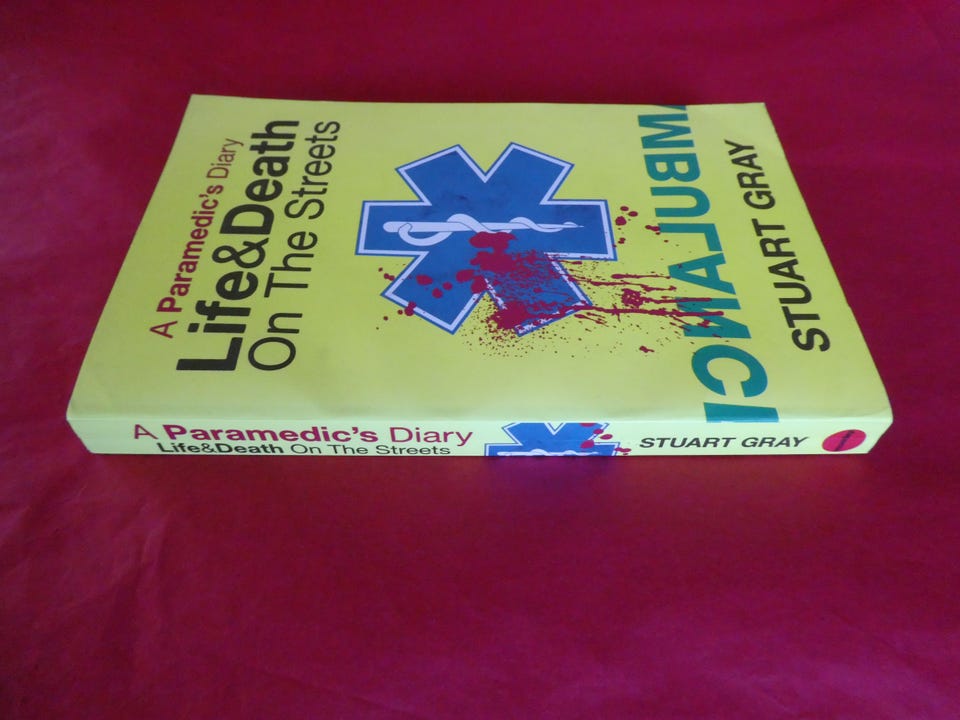 A Paramedic's Diary
Life&Death
On The Streets
AMBULANCE
STUART GRAY
A Paramedic's Diary
Life&Death On The Streets
STUART GRAY